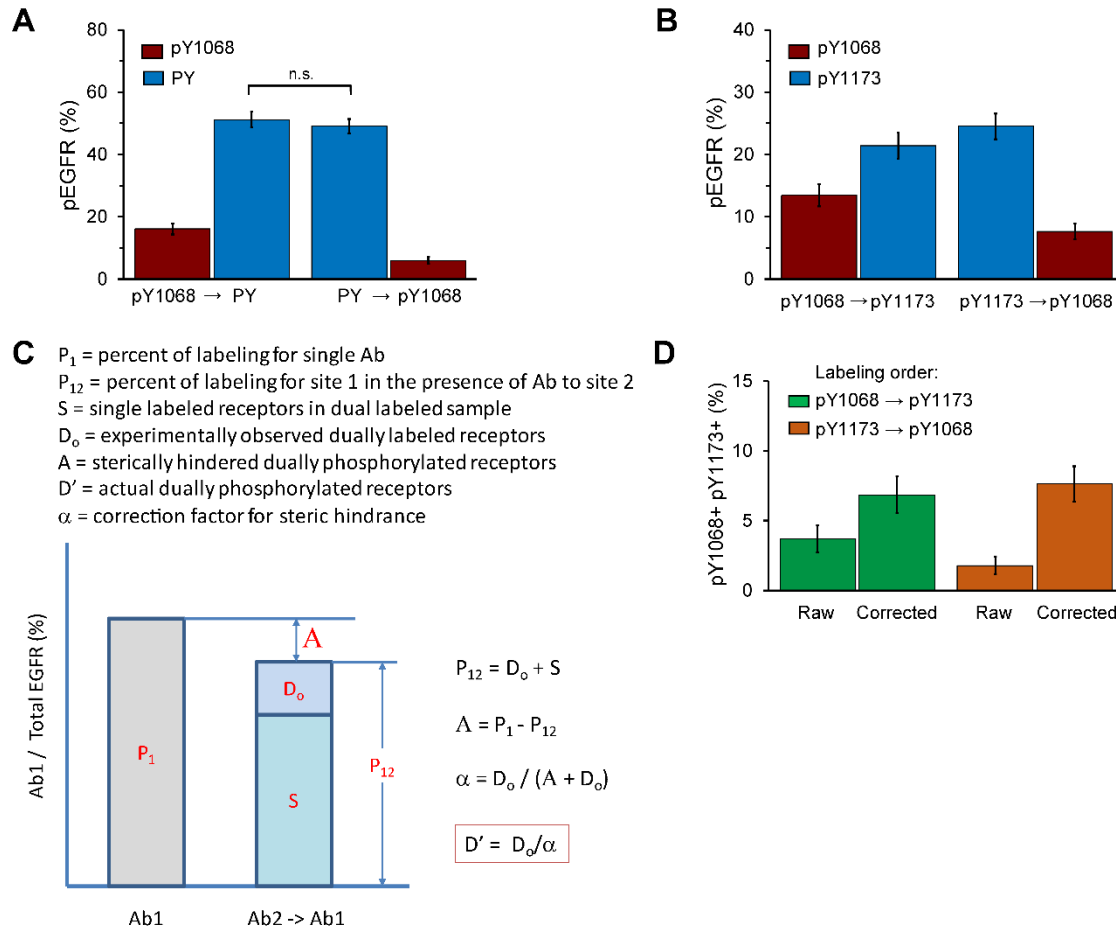 A
80
60
40
20
0
pEGFR (%)
pY1068
PY
n.s.
pY1068 → PY
PY → pY1068
B
40
30
20
10
0
pEGFR (%)
pY1068
pY1173
pY1068 → pY1173
pY1173 → pY1068
C
P₁ = percent of labeling for single Ab
P₁₂ = percent of labeling for site 1 in the presence of Ab to site 2
S = single labeled receptors in dual labeled sample
Dₒ = experimentally observed dually labeled receptors
A = sterically hindered dually phosphorylated receptors
D' = actual dually phosphorylated receptors
α = correction factor for steric hindrance
Ab1 / Total EGFR (%)
P₁
A
Dₒ
S
P₁₂
Ab1
Ab2 -> Ab1
P₁₂ = Dₒ + S
A = P₁ - P₁₂
α = Dₒ / (A + Dₒ)
D' = Dₒ/α
D
15
10
5
0
pY1068+ pY1173+ (%)
Labeling order:
pY1068 → pY1173
pY1173 → pY1068
Raw
Corrected
Raw
Corrected